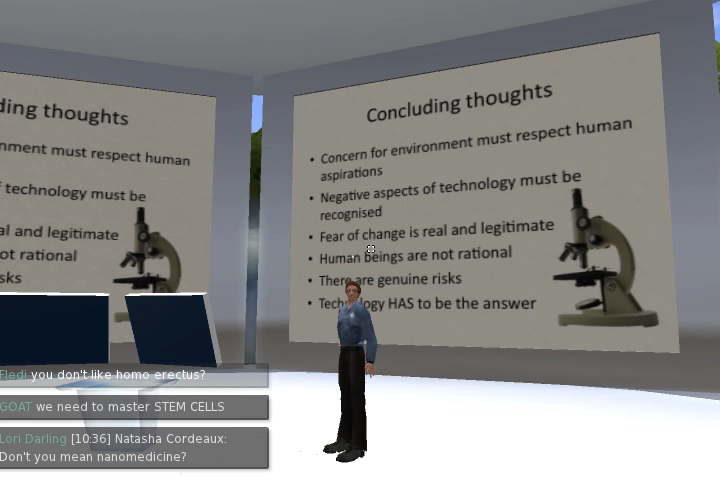 ding thoughts
nment must respect human
f technology must be
al and legitimate
ot rational
sks
Concluding thoughts
• Concern for environment must respect human
aspirations
• Negative aspects of technology must be
recognised
• Fear of change is real and legitimate
• Human beings are not rational
• There are genuine risks
• Technology HAS to be the answer
Fledi you don't like homo erectus?
GOAT we need to master STEM CELLS
Lori Darling [10:36] Natasha Cordeaux:
Don't you mean nanomedicine?